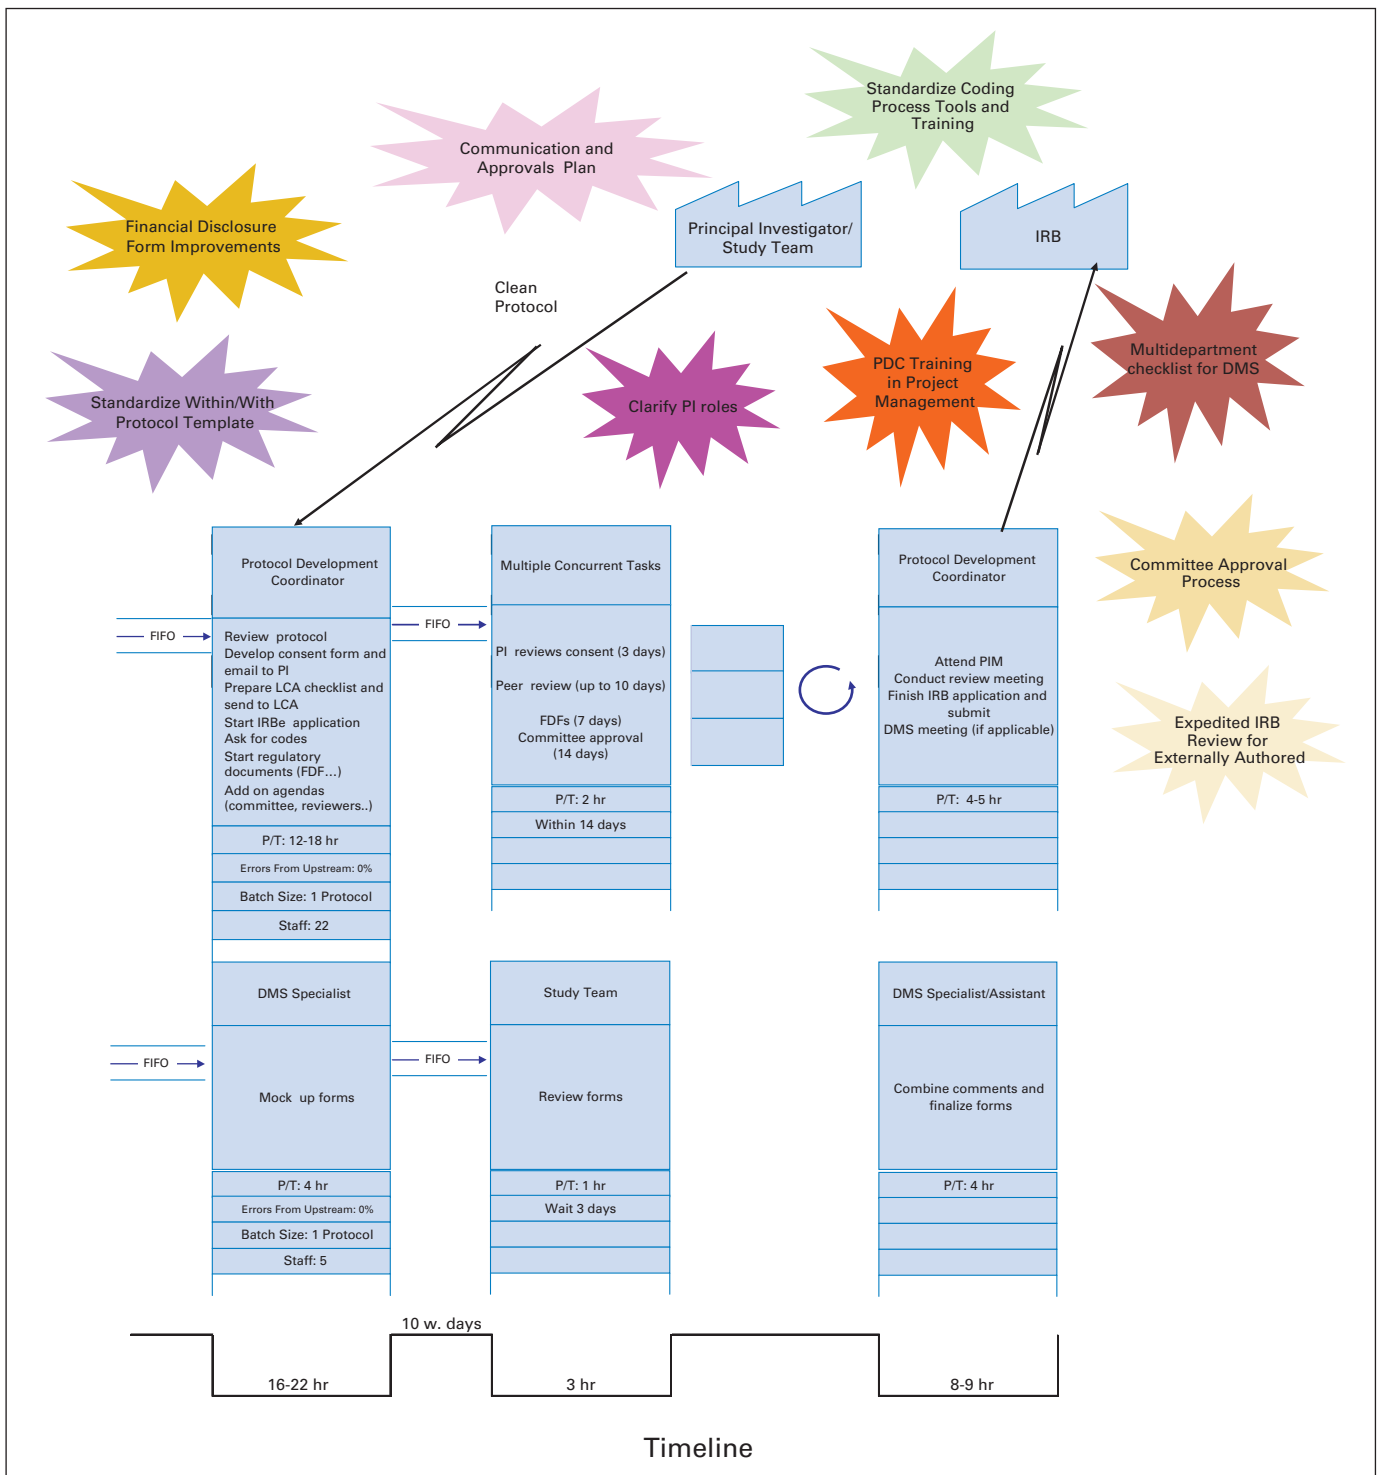 Standardize Coding
Process Tools and
Training
Communication and
Approvals Plan
Financial Disclosure
Form Improvements
Principal Investigator/
Study Team
IRB
Clean
Protocol
Multidepartment
checklist for DMS
PDC Training
in Project
Management
Standardize Within/With
Protocol Template
Clarify PI roles
Protocol Development
Coordinator
Multiple Concurrent Tasks
Protocol Development
Coordinator
Committee Approval
Process
FIFO
Review protocol
Develop consent form and
email to PI
Prepare LCA checklist and
send to LCA
Start IRBe application
Ask for codes
Start regulatory
documents (FDF...)
Add on agendas
(committee, reviewers..)
P/T: 12-18 hr
Errors From Upstream: 0%
Batch Size: 1 Protocol
Staff: 22
FIFO
PI reviews consent (3 days)
Peer review (up to 10 days)
FDFs (7 days)
Committee approval
(14 days)
P/T: 2 hr
Within 14 days
Attend PIM
Conduct review meeting
Finish IRB application and
submit
DMS meeting (if applicable)
P/T: 4-5 hr
Expedited IRB
Review for
Externally Authored
DMS Specialist
Study Team
DMS Specialist/Assistant
FIFO
Mock up forms
FIFO
Review forms
Combine comments and
finalize forms
P/T: 4 hr
Errors From Upstream: 0%
Batch Size: 1 Protocol
Staff: 5
P/T: 1 hr
Wait 3 days
P/T: 4 hr
10 w. days
16-22 hr
3 hr
8-9 hr
Timeline